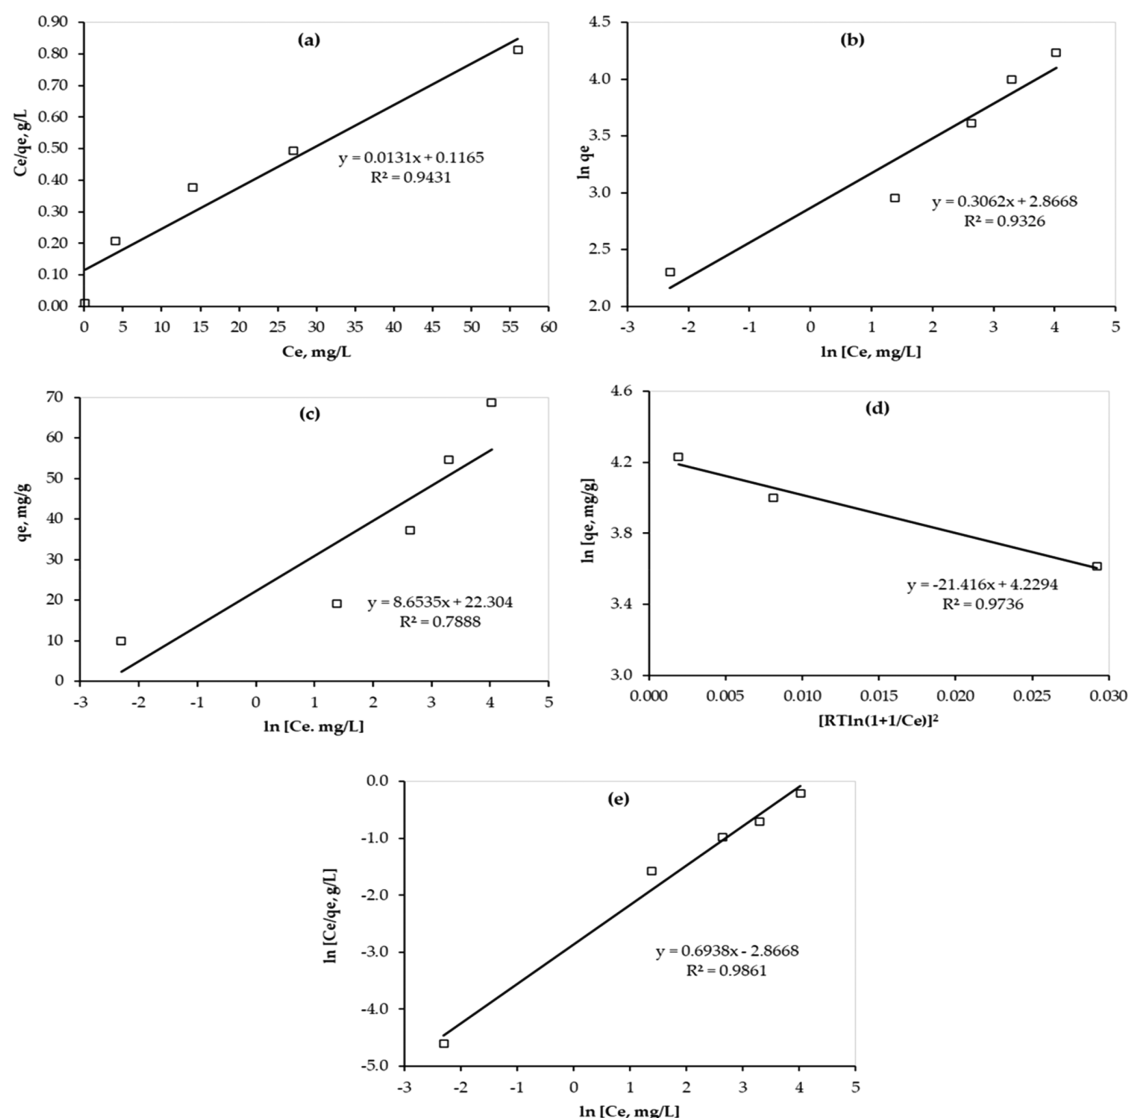 (a)
Ce/qe, g/L
0.90
0.80
0.70
0.60
0.50
0.40
0.30
0.20
0.10
0.00
y = 0.0131x + 0.1165
R² = 0.9431
0 5 10 15 20 25 30 35 40 45 50 55 60
Ce, mg/L
(b)
ln qe
4.5
4.0
3.5
3.0
2.5
2.0
y = 0.3062x + 2.8668
R² = 0.9326
-3 -2 -1 0 1 2 3 4 5
ln [Ce, mg/L]
(c)
qe, mg/g
70
60
50
40
30
20
10
0
y = 8.6535x + 22.304
R² = 0.7888
-3 -2 -1 0 1 2 3 4 5
ln [Ce. mg/L]
(d)
ln [qe, mg/g]
4.6
4.2
3.8
3.4
3.0
y = -21.416x + 4.2294
R² = 0.9736
0.000 0.005 0.010 0.015 0.020 0.025 0.030
[RTln(1+1/Ce)]²
(e)
ln [Ce/qe, g/L]
0.0
-1.0
-2.0
-3.0
-4.0
-5.0
y = 0.6938x - 2.8668
R² = 0.9861
-3 -2 -1 0 1 2 3 4 5
ln [Ce, mg/L]